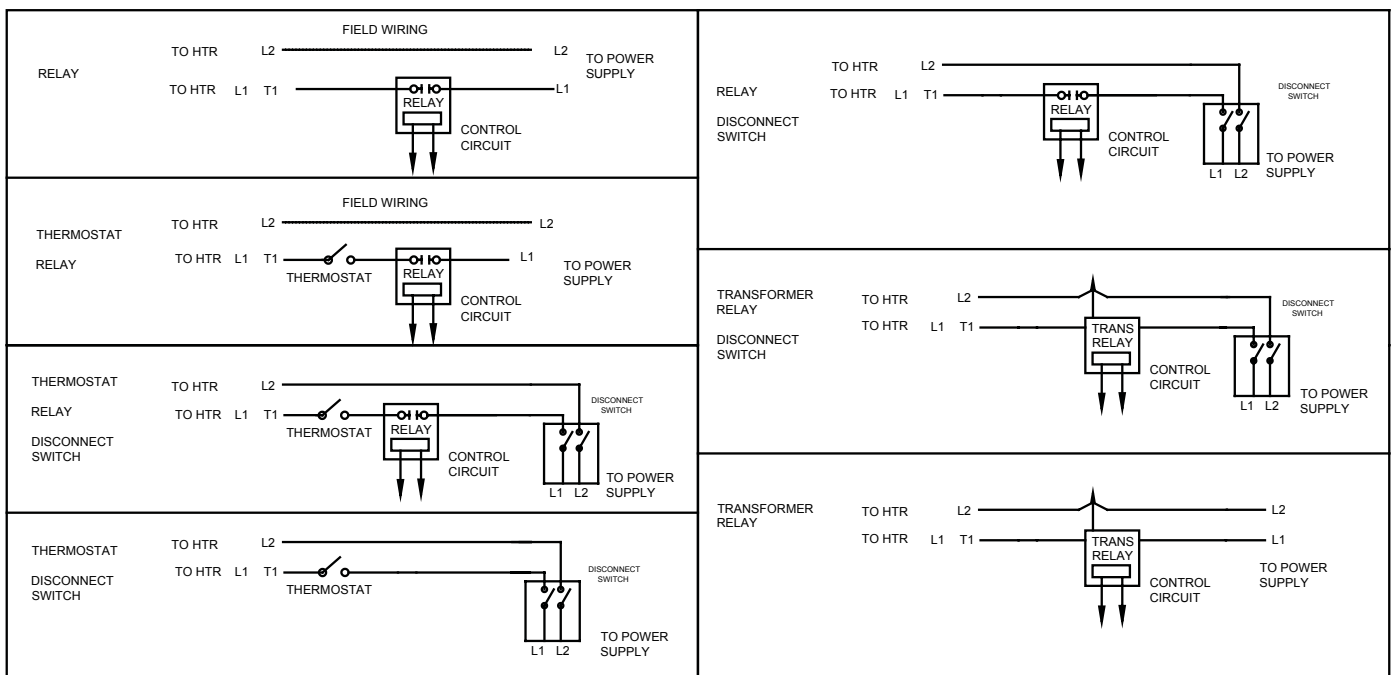 FIELD WIRING
RELAY
TO HTR L2
L2
TO POWER
SUPPLY
TO HTR L1 T1
L1
RELAY
CONTROL
CIRCUIT
FIELD WIRING
THERMOSTAT
RELAY
TO HTR L2
L2
TO HTR L1 T1
L1
THERMOSTAT
RELAY
TO POWER
SUPPLY
CONTROL
CIRCUIT
THERMOSTAT
RELAY
DISCONNECT
SWITCH
TO HTR L2
TO HTR L1 T1
THERMOSTAT
RELAY
DISCONNECT
SWITCH
CONTROL
CIRCUIT
L1 L2
TO POWER
SUPPLY
THERMOSTAT
DISCONNECT
SWITCH
TO HTR L2
TO HTR L1 T1
THERMOSTAT
DISCONNECT
SWITCH
L1 L2
TO POWER
SUPPLY
RELAY
DISCONNECT
SWITCH
TO HTR L2
TO HTR L1 T1
RELAY
DISCONNECT
SWITCH
CONTROL
CIRCUIT
L1 L2
TO POWER
SUPPLY
TRANSFORMER
RELAY
DISCONNECT
SWITCH
TO HTR L2
TO HTR L1 T1
TRANS
RELAY
DISCONNECT
SWITCH
CONTROL
CIRCUIT
L1 L2
TO POWER
SUPPLY
TRANSFORMER
RELAY
TO HTR L2
L2
TO HTR L1 T1
L1
TRANS
RELAY
TO POWER
SUPPLY
CONTROL
CIRCUIT